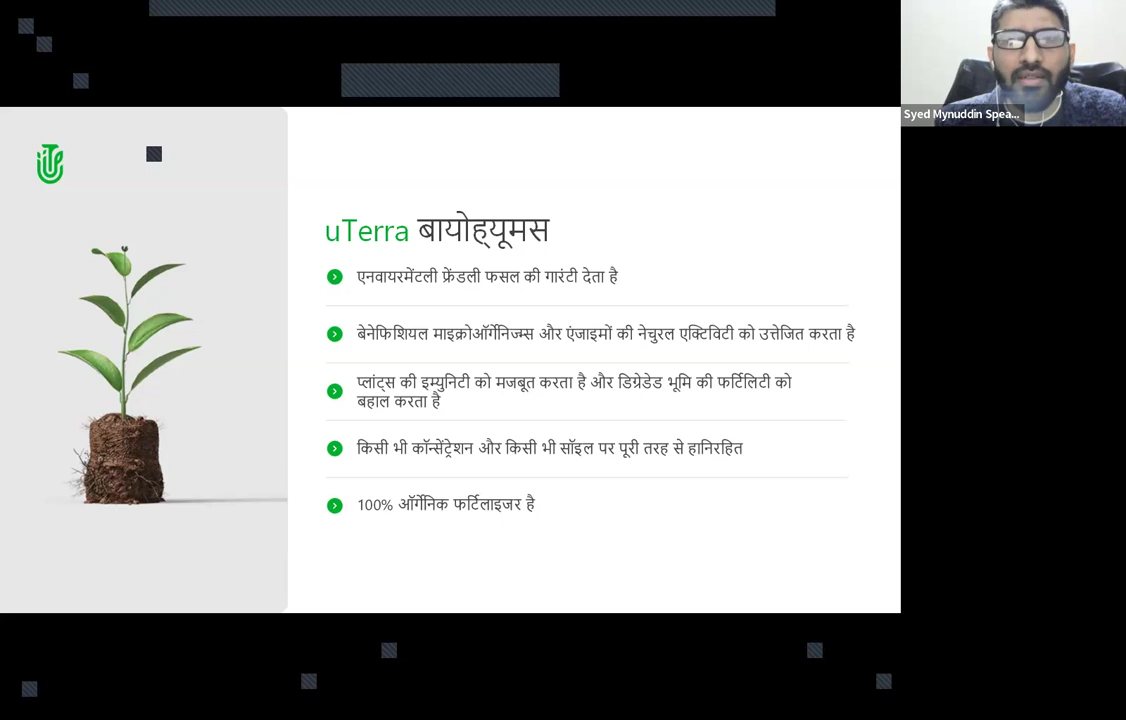 Syed Mynuddin Spea...
uTerra बायोह्यूमस
एनवायरमेंटली फ्रेंडली फसल की गारंटी देता है
बेनेफिशियल माइक्रोऑर्गेनिज्म्स और एंजाइमों की नेचुरल एक्टिविटी को उत्तेजित करता है
प्लांट्स की इम्युनिटी को मजबूत करता है और डिग्रेडेड भूमि की फर्टिलिटी को
बहाल करता है
किसी भी कॉन्सेंट्रेशन और किसी भी सॉइल पर पूरी तरह से हानिरहित
100% ऑर्गेनिक फर्टिलाइजर है